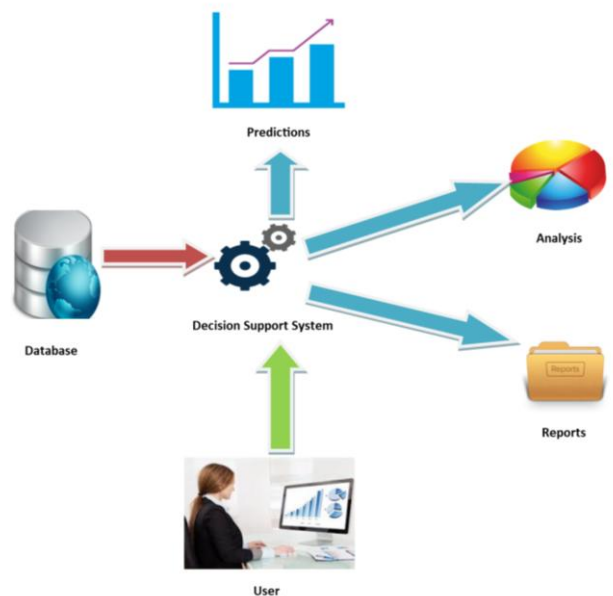 Predictions
Analysis
Decision Support System
Database
Reports
Reports
User